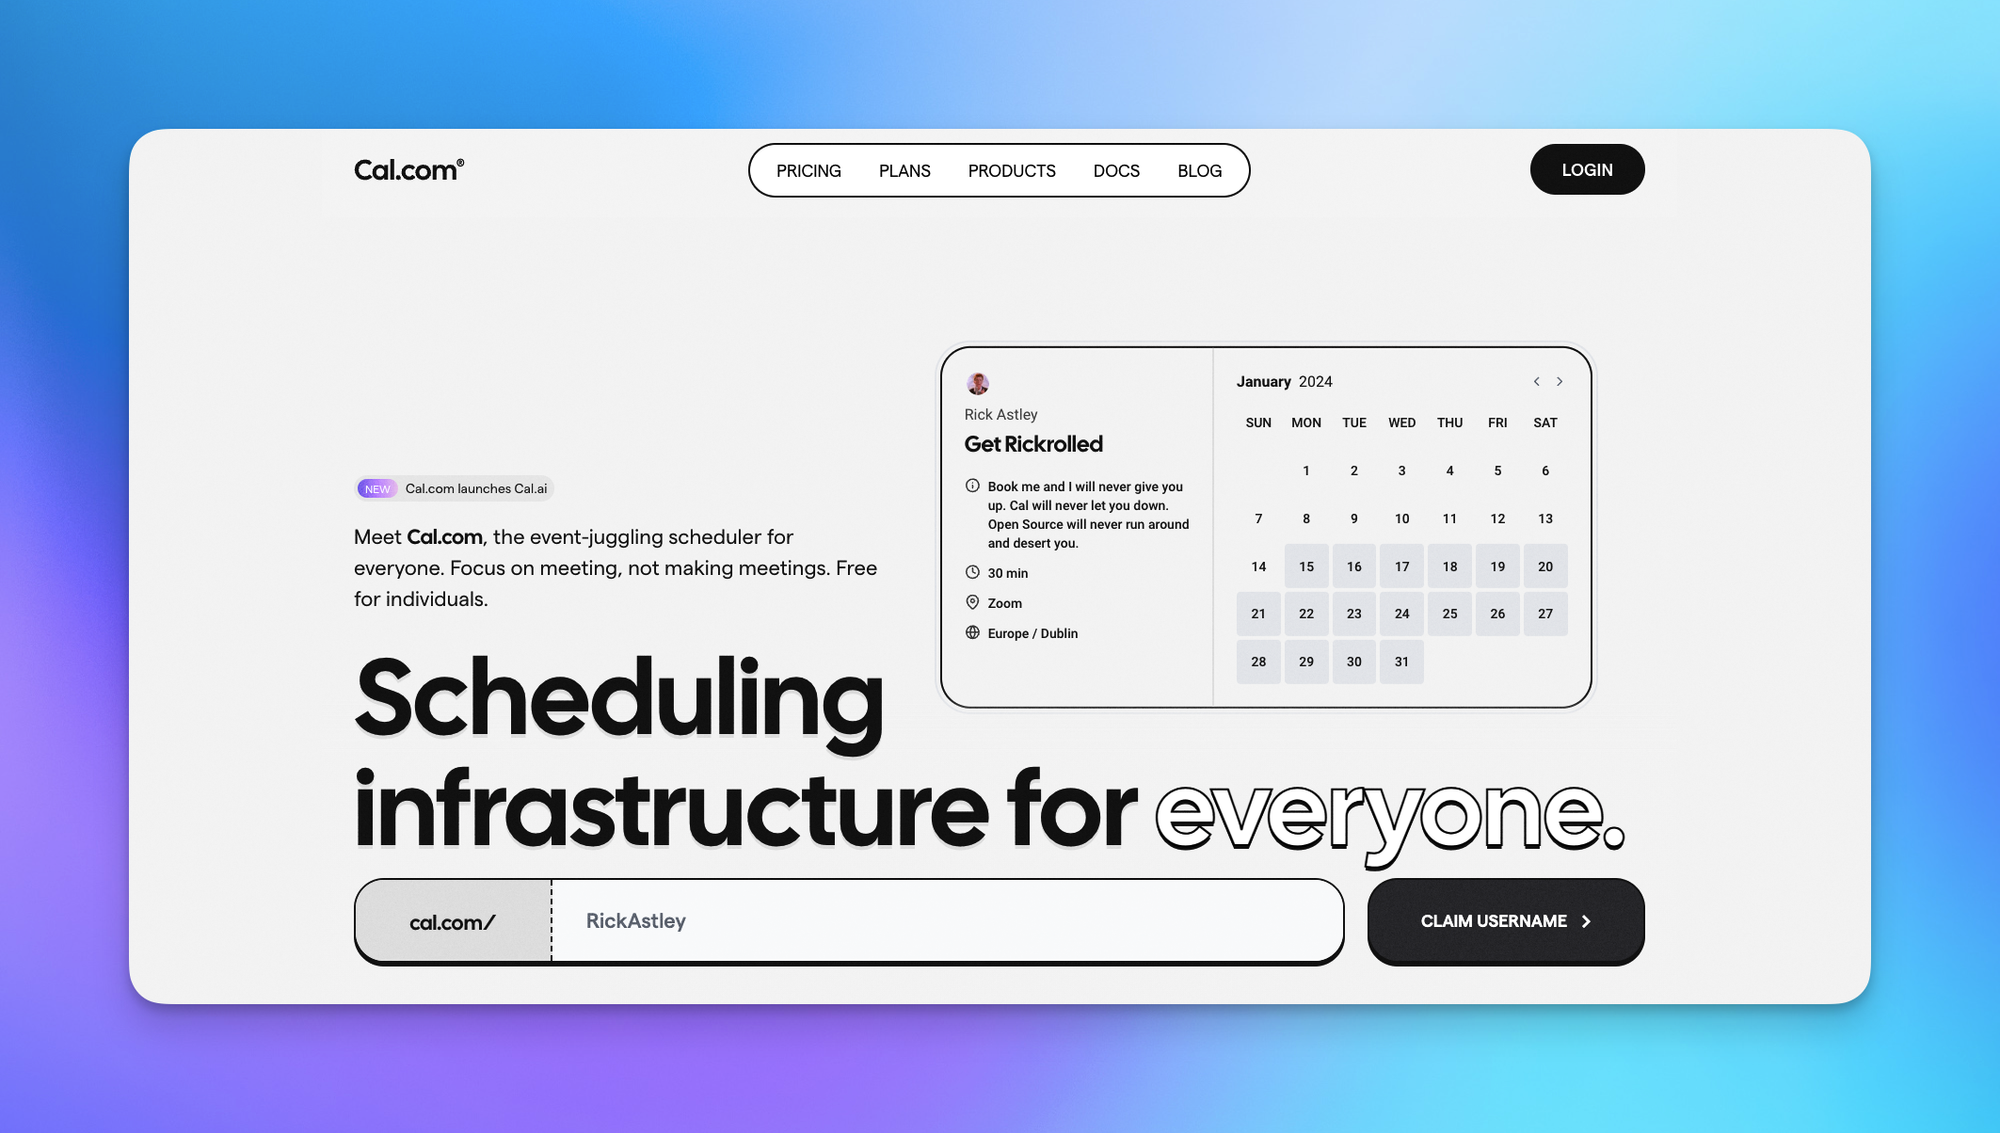 Cal.com®
PRICING PLANS PRODUCTS DOCS BLOG
LOGIN
NEW Cal.com launches Cal.ai
Meet Cal.com, the event-juggling scheduler for
everyone. Focus on meeting, not making meetings. Free
for individuals.
Rick Astley
Get Rickrolled
Book me and I will never give you
up. Cal will never let you down.
Open Source will never run around
and desert you.
30 min
Zoom
Europe / Dublin
January 2024
SUN MON TUE WED THU FRI SAT
1 2 3 4 5 6
7 8 9 10 11 12 13
14 15 16 17 18 19 20
21 22 23 24 25 26 27
28 29 30 31
Scheduling
infrastructure for everyone.
cal.com/ RickAstley
CLAIM USERNAME